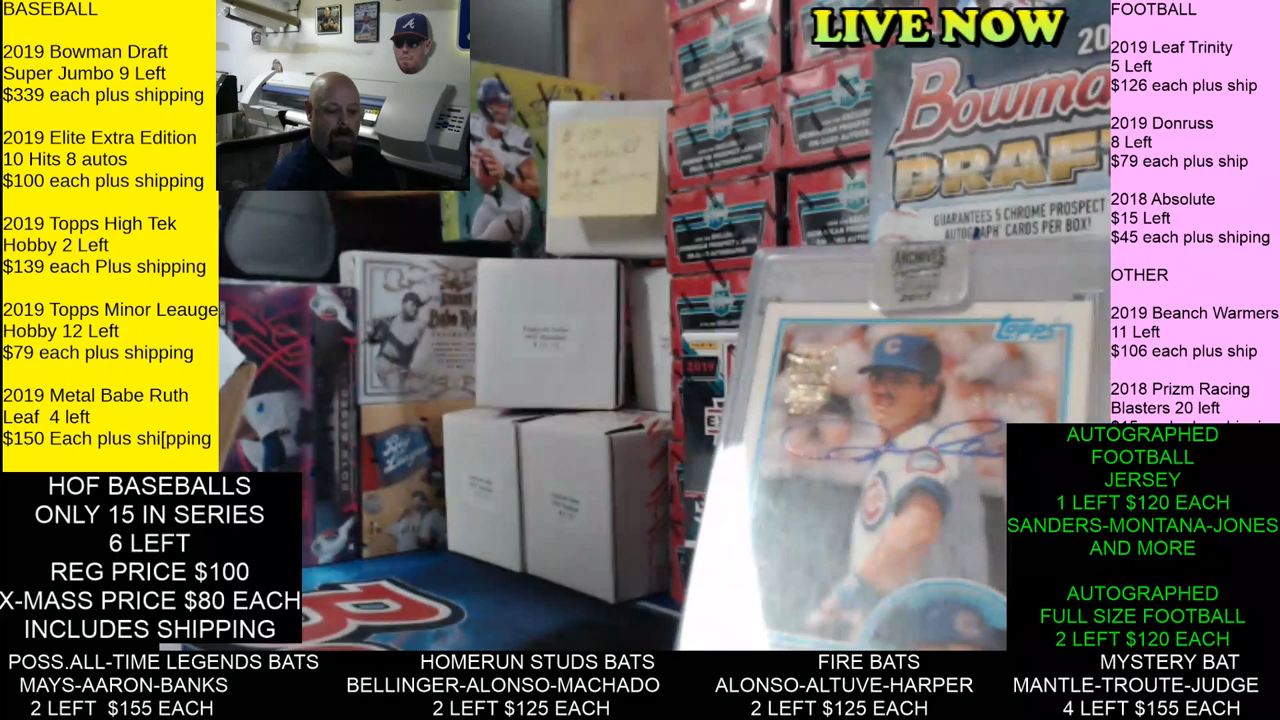 BASEBALL
2019 Bowman Draft
Super Jumbo 9 Left
$339 each plus shipping
2019 Elite Extra Edition
10 Hits 8 autos
$100 each plus shipping
2019 Topps High Tek
Hobby 2 Left
$139 each Plus shipping
2019 Topps Minor Leauge
Hobby 12 Left
$79 each plus shipping
2019 Metal Babe Ruth
Leaf 4 left
$150 Each plus shi[pping
HOF BASEBALLS
ONLY 15 IN SERIES
6 LEFT
REG PRICE $100
X-MASS PRICE $80 EACH
INCLUDES SHIPPING
LIVE NOW
Bowma
DRAF
GUARANTEES 5 CHROME PROSPECT
AUTOGRAPH CARDS PER BOX!
ARCHIVES
topps
2019
FOOTBALL
2019 Leaf Trinity
5 Left
$126 each plus ship
2019 Donruss
8 Left
$79 each plus ship
2018 Absolute
$15 Left
$45 each plus shiping
OTHER
2019 Beanch Warmers
11 Left
$106 each plus ship
2018 Prizm Racing
Blasters 20 left
AUTOGRAPHED
FOOTBALL
JERSEY
1 LEFT $120 EACH
SANDERS-MONTANA-JONES
AND MORE
AUTOGRAPHED
FULL SIZE FOOTBALL
2 LEFT $120 EACH
POSS.ALL-TIME LEGENDS BATS
MAYS-AARON-BANKS
2 LEFT $155 EACH
HOMERUN STUDS BATS
BELLINGER-ALONSO-MACHADO
2 LEFT $125 EACH
FIRE BATS
ALONSO-ALTUVE-HARPER
2 LEFT $125 EACH
MYSTERY BAT
MANTLE-TROUTE-JUDGE
4 LEFT $155 EACH